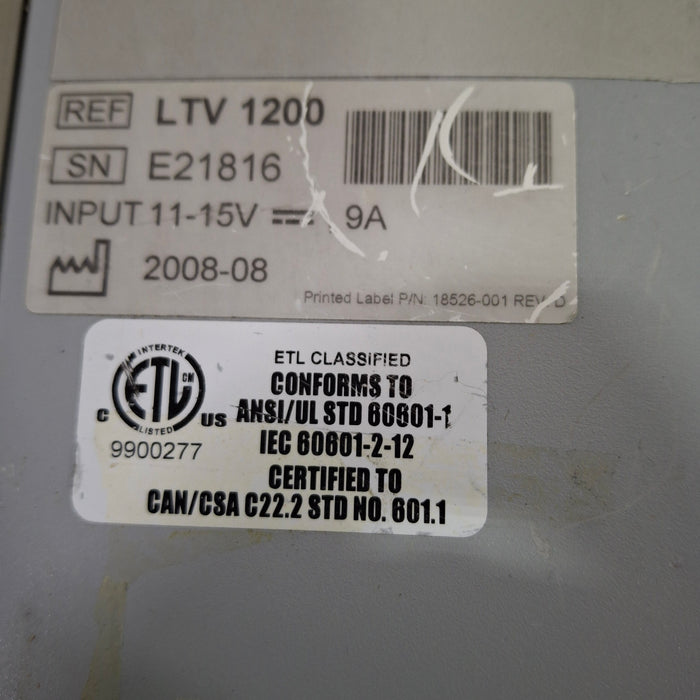 REF LTV 1200
SN E21816
INPUT 11-15V ⎓ 9A
2008-08
Printed Label P/N: 18526-001 REV. D
INTERTEK
ETL CM
LISTED
C US
9900277
ETL CLASSIFIED
CONFORMS TO
ANSI/UL STD 60601-1
IEC 60601-2-12
CERTIFIED TO
CAN/CSA C22.2 STD NO. 601.1